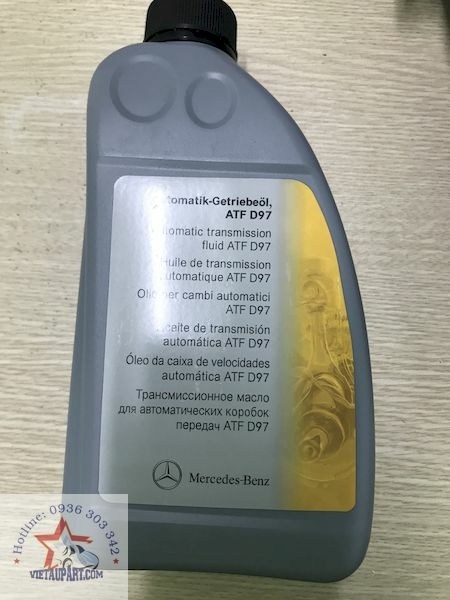 tomatik-Getriebeöl,
ATF D97
tomatic transmission
fluid ATF D97
Huile de transmission
automatique ATF D97
Olio per cambi automatici
ATF D97
Aceite de transmisión
automática ATF D97
Óleo da caixa de velocidades
automática ATF D97
Трансмиссионное масло
для автоматических коробок
передач ATF D97
Mercedes-Benz
Hotline: 0936 303 342
VIETAUPART.COM